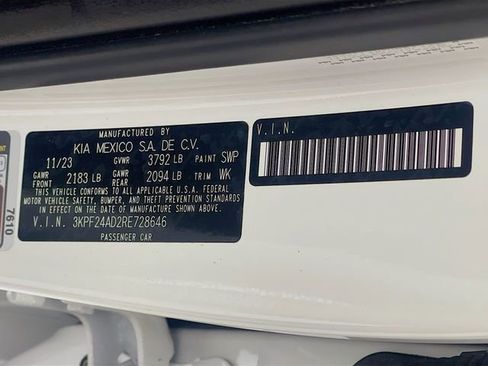 MANUFACTURED BY
KIA MEXICO S.A. DE C.V.
11/23 GVWR 3792 LB PAINT SWP
GAWR FRONT 2183 LB GAWR REAR 2094 LB TRIM WK
THIS VEHICLE CONFORMS TO ALL APPLICABLE U.S.A. FEDERAL
MOTOR VEHICLE SAFETY, BUMPER, AND THEFT PREVENTION
STANDARDS IN EFFECT ON THE DATE OF MANUFACTURE SHOWN ABOVE.
V.I.N. 3KPF24AD2RE728646
PASSENGER CAR
V.I.N.
7610